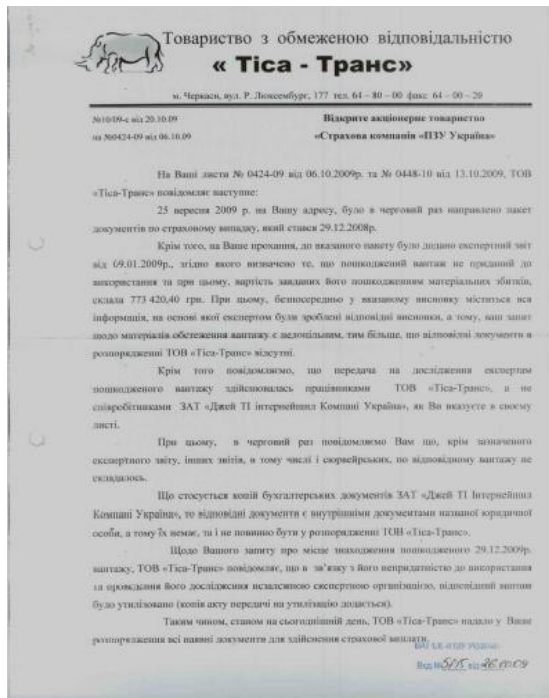 Товариство з обмеженою відповідальністю
« Тіса - Транс»
м. Черкаси, вул. Р. Люксембург, 177 тел. 64 – 80 – 00 факс 64 – 00 – 29
№10/09-с від 20.10.09
на №0424-09 від 06.10.09
Відкрите акціонерне товариство
«Страхова компанія «ПЗУ Україна»
На Ваші листи № 0424-09 від 06.10.2009р. та № 0448-10 від 13.10.2009, ТОВ
«Тіса-Транс» повідомляє наступне:
25 вересня 2009 р. на Вашу адресу, було в черговий раз направлено пакет
документів по страховому випадку, який стався 29.12.2008р.
Крім того, на Ваше прохання, до вказаного пакету було додано експертний звіт
від 09.01.2009р., згідно якого визначено те, що пошкоджений вантаж не приданий до
використання та при цьому, вартість завданих його пошкодженням матеріальних збитків,
склала 773 420,40 грн. При цьому, безпосередньо у вказаному висновку міститься вся
інформація, на основі якої експертом були зроблені відповідні висновки, а тому, ваш запит
щодо матеріалів обстеження вантажу є недоцільним, тим більше, що відповідні документи в
розпорядженні ТОВ «Тіса-Транс» відсутні.
Крім того повідомляємо, що передача на дослідження експертам
пошкодженого вантажу здійснювалась працівниками ТОВ «Тіса-Транс», а не
співробітниками ЗАТ «Джей ТІ інтернейшнл Компані Україна», як Ви вказуєте в своєму
листі.
При цьому, в черговий раз повідомляємо Вам що, крім зазначеного
експертного звіту, інших звітів, в тому числі і сюрвейрських, по відповідному вантажу не
складалось.
Що стосується копій бухгалтерських документів ЗАТ «Джей ТІ Інтернейшнл
Компані Україна», то відповідні документи є внутрішніми документами названої юридичної
особи, а тому їх немає, та і не повинно бути у розпорядженні ТОВ «Тіса-Транс».
Щодо Вашого запиту про місце знаходження пошкодженого 29.12.2009р.
вантажу, ТОВ «Тіса-Транс» повідомляє, що в зв'язку з його непридатністю до використання
та проведення його дослідження незалежною експертною організацією, відповідний вантаж
було утилізовано (копія акту передачі на утилізацію додається).
Таким чином, станом на сьогоднішній день, ТОВ «Тіса-Транс» надало у Ваше
розпорядження всі наявні документи для здійснення страхової виплати.
Вхід № від 26.10.09